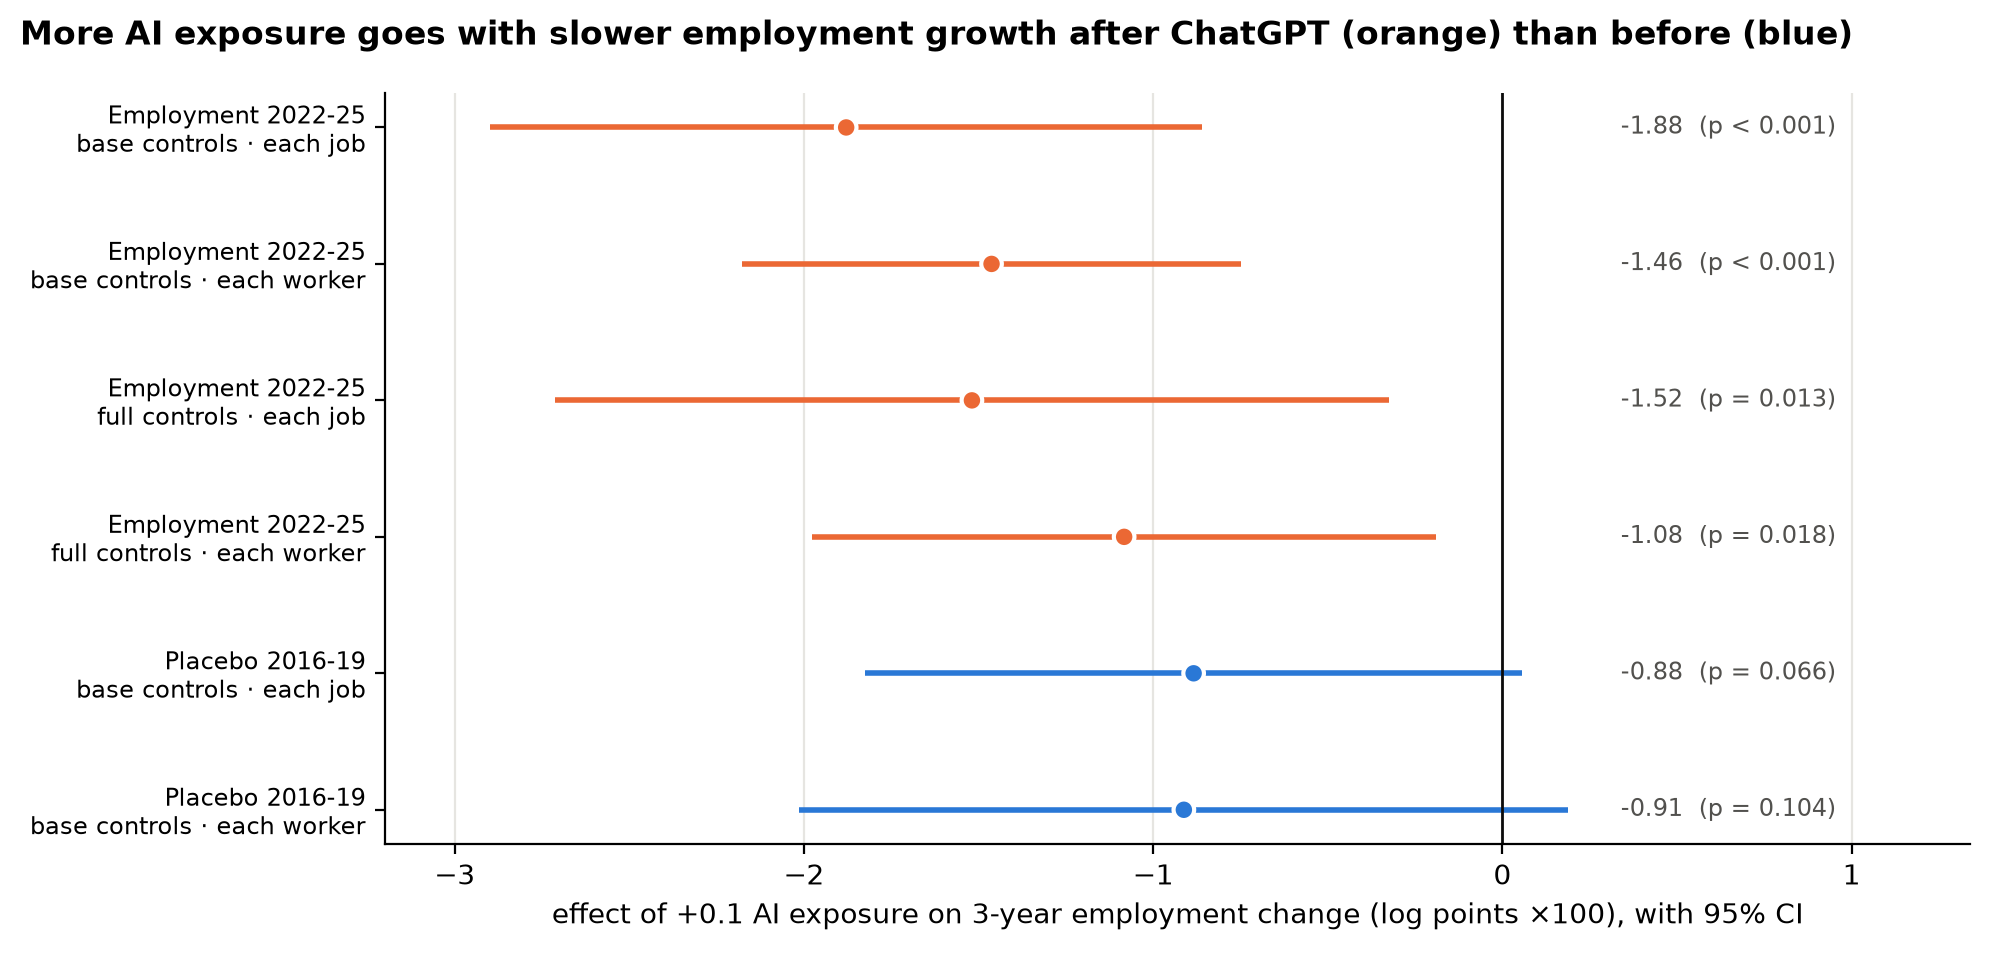 More AI exposure goes with slower employment growth after ChatGPT (orange) than before (blue)
Employment 2022-25
base controls · each job
-1.88 (p < 0.001)
Employment 2022-25
base controls · each worker
-1.46 (p < 0.001)
Employment 2022-25
full controls · each job
-1.52 (p = 0.013)
Employment 2022-25
full controls · each worker
-1.08 (p = 0.018)
Placebo 2016-19
base controls · each job
-0.88 (p = 0.066)
Placebo 2016-19
base controls · each worker
-0.91 (p = 0.104)
−3 −2 −1 0 1
effect of +0.1 AI exposure on 3-year employment change (log points ×100), with 95% CI